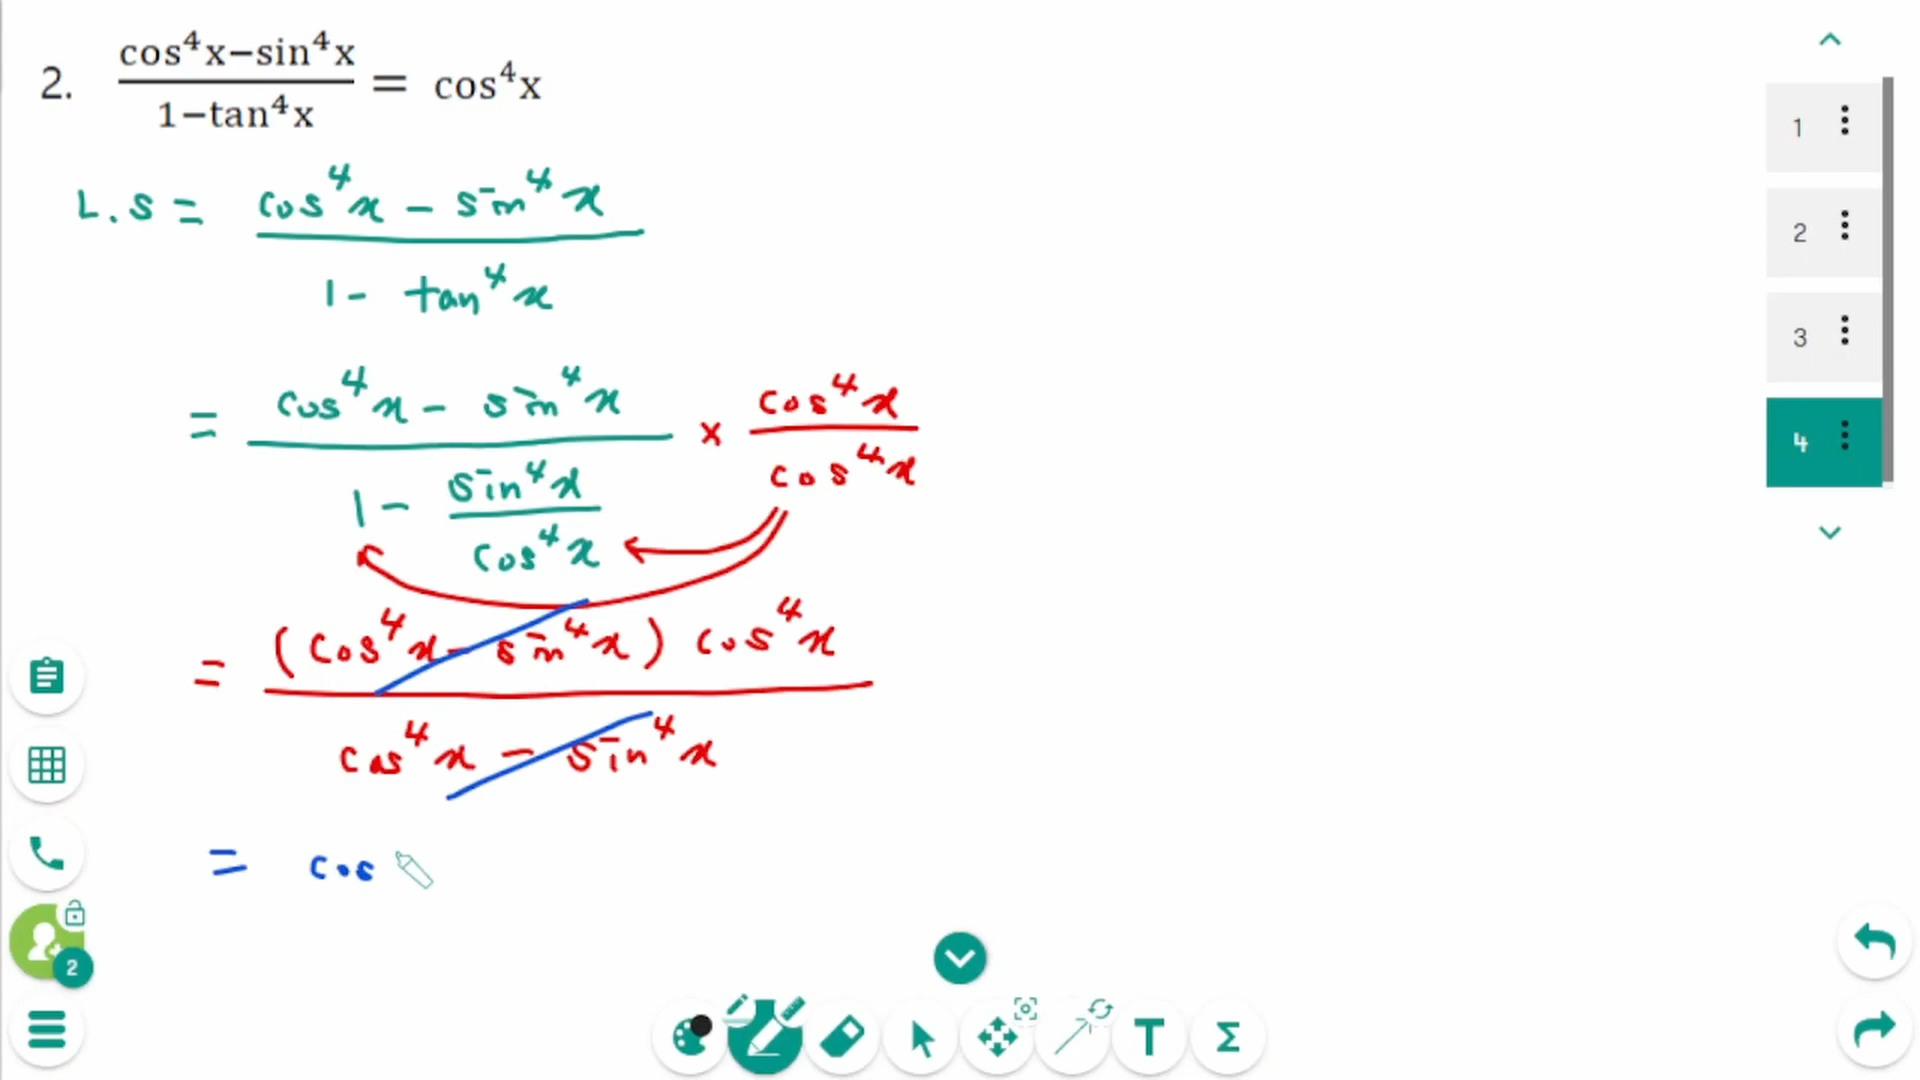 2. cos⁴x−sin⁴x / 1−tan⁴x = cos⁴x
L.S = cos⁴x − sin⁴x / 1 − tan⁴x
= cos⁴x − sin⁴x / 1 − sin⁴x / cos⁴x × cos⁴x / cos⁴x
= (cos⁴x − sin⁴x) cos⁴x / cos⁴x − sin⁴x
= cos
1
2
3
4
2
T
Σ